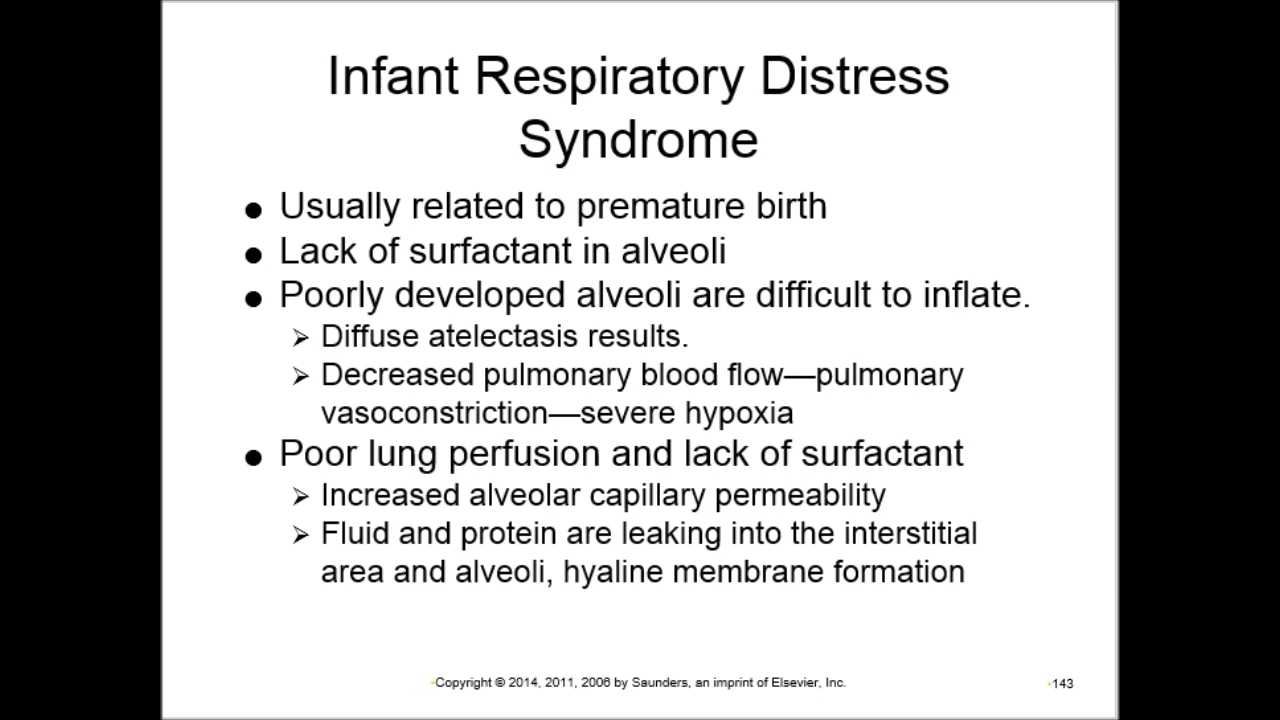 Infant Respiratory Distress
Syndrome
● Usually related to premature birth
● Lack of surfactant in alveoli
● Poorly developed alveoli are difficult to inflate.
➢ Diffuse atelectasis results.
➢ Decreased pulmonary blood flow—pulmonary
vasoconstriction—severe hypoxia
● Poor lung perfusion and lack of surfactant
➢ Increased alveolar capillary permeability
➢ Fluid and protein are leaking into the interstitial
area and alveoli, hyaline membrane formation
•Copyright © 2014, 2011, 2006 by Saunders, an imprint of Elsevier, Inc.
•143